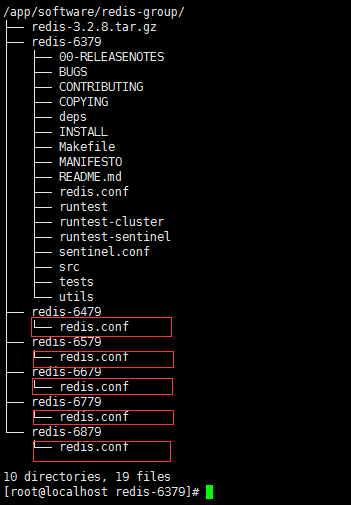 /app/software/redis-group/
├── redis-3.2.8.tar.gz
├── redis-6379
│   ├── 00-RELEASENOTES
│   ├── BUGS
│   ├── CONTRIBUTING
│   ├── COPYING
│   ├── deps
│   ├── INSTALL
│   ├── Makefile
│   ├── MANIFESTO
│   ├── README.md
│   ├── redis.conf
│   ├── runtest
│   ├── runtest-cluster
│   ├── runtest-sentinel
│   ├── sentinel.conf
│   ├── src
│   ├── tests
│   └── utils
├── redis-6479
│   └── redis.conf
├── redis-6579
│   └── redis.conf
├── redis-6679
│   └── redis.conf
├── redis-6779
│   └── redis.conf
└── redis-6879
    └── redis.conf
10 directories, 19 files
[root@localhost redis-6379]#